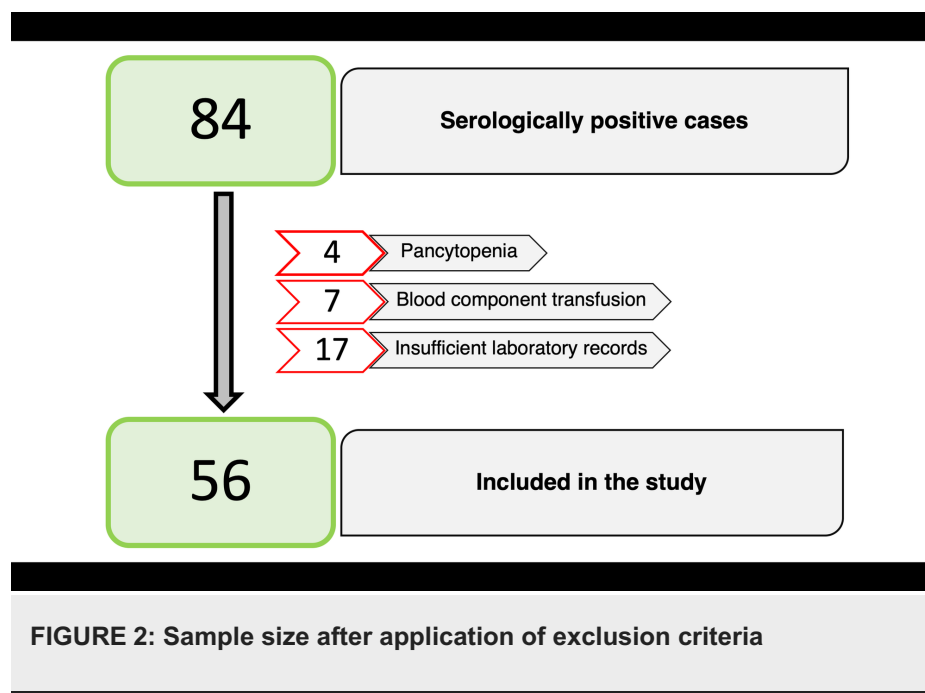 84
Serologically positive cases
4
Pancytopenia
7
Blood component transfusion
17
Insufficient laboratory records
56
Included in the study
FIGURE 2: Sample size after application of exclusion criteria